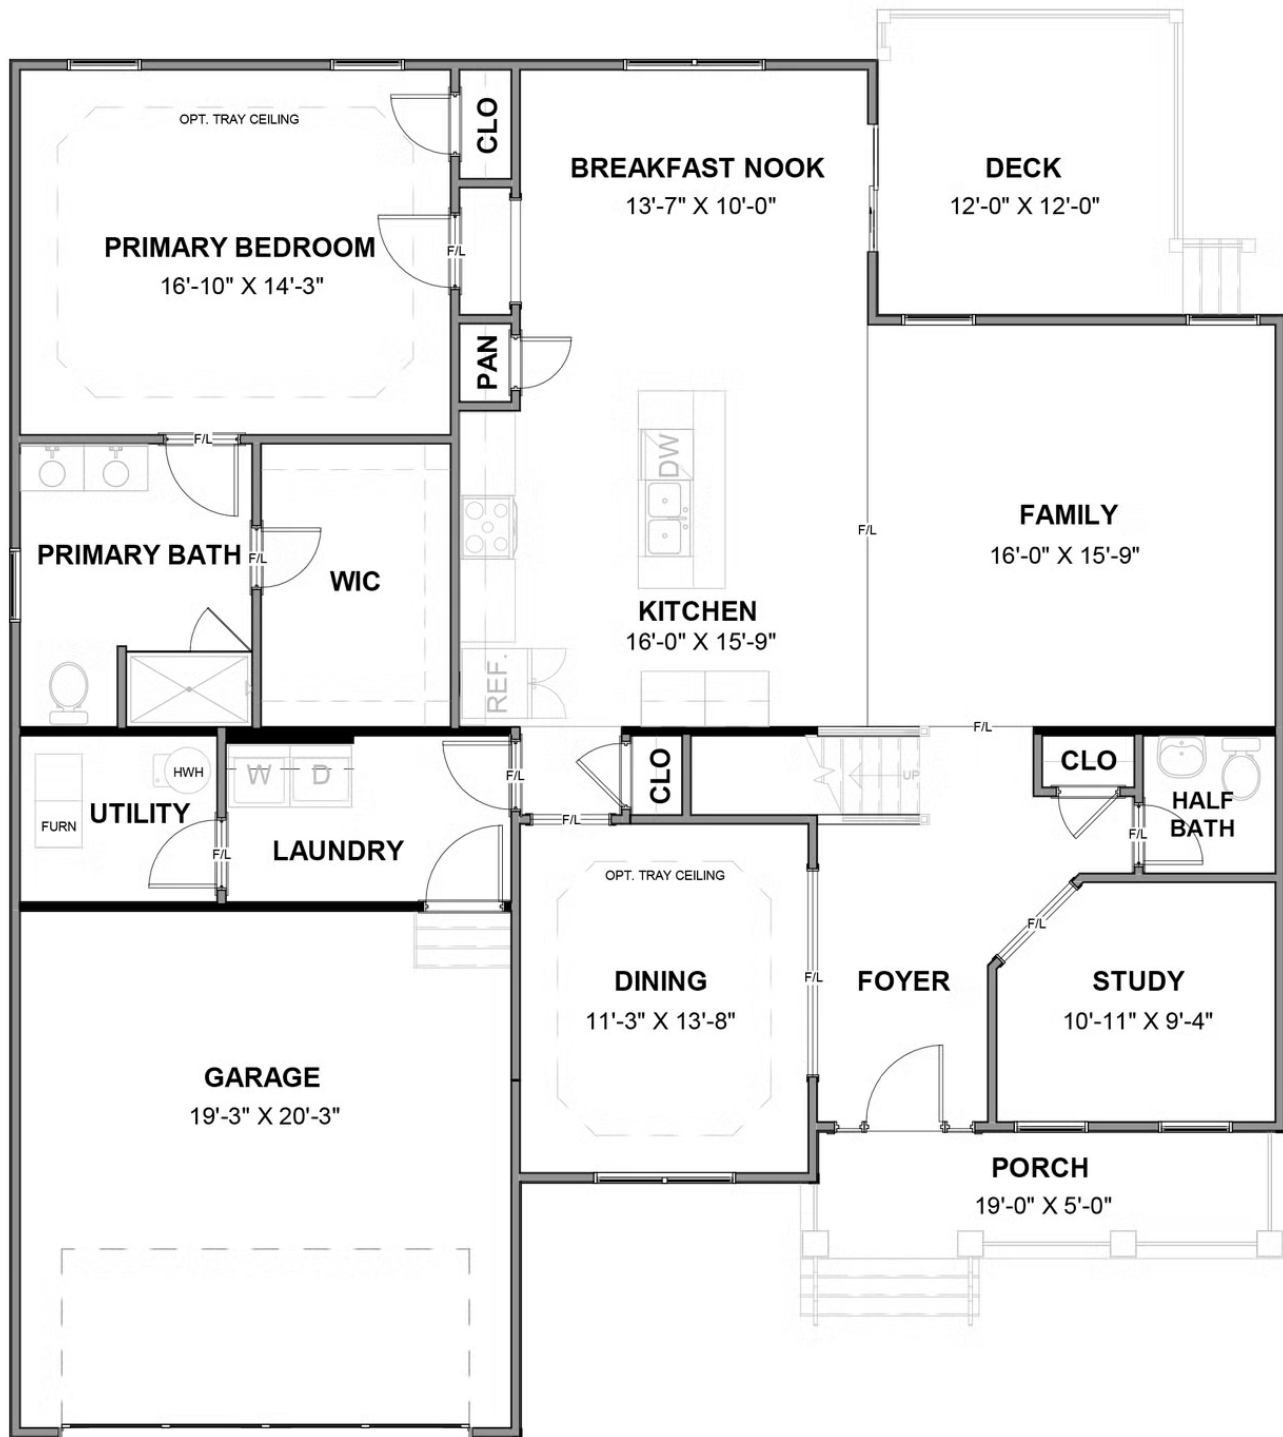 OPT. TRAY CEILING
CLO
BREAKFAST NOOK
13'-7" X 10'-0"
DECK
12'-0" X 12'-0"
PRIMARY BEDROOM
16'-10" X 14'-3"
F/L
PAN
F/L
DW
PRIMARY BATH
F/L
WIC
F/L
FAMILY
16'-0" X 15'-9"
KITCHEN
16'-0" X 15'-9"
REF.
F/L
HWH
UTILITY
FURN
F/L
W
D
LAUNDRY
F/L
CLO
F/L
UP
CLO
HALF
BATH
F/L
OPT. TRAY CEILING
DINING
11'-3" X 13'-8"
F/L
FOYER
F/L
STUDY
10'-11" X 9'-4"
GARAGE
19'-3" X 20'-3"
PORCH
19'-0" X 5'-0"